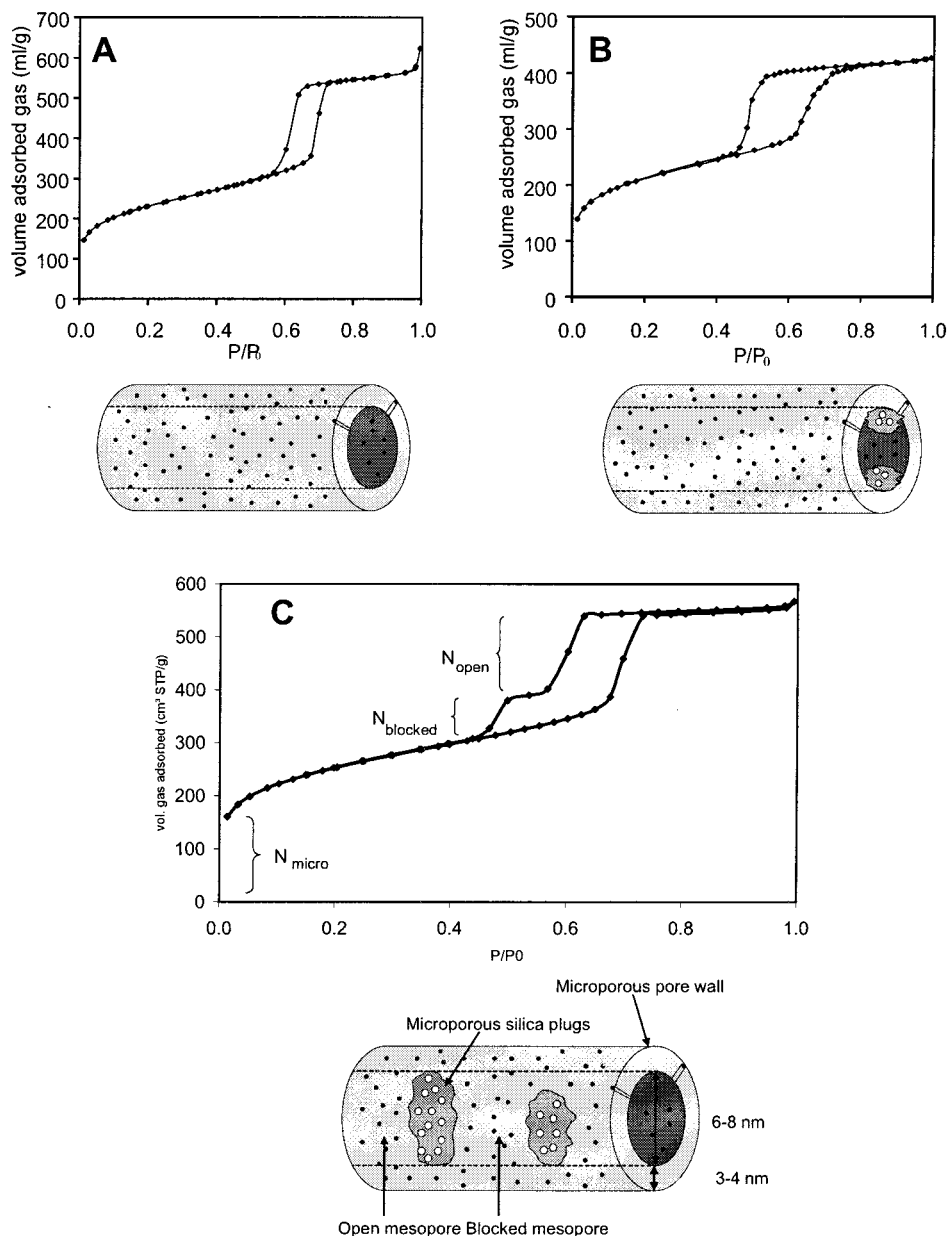 A
volume adsorbed gas (ml/g)
700
600
500
400
300
200
100
0
0.0 0.2 0.4 0.6 0.8 1.0
P/P0
B
volume adsorbed gas (ml/g)
500
400
300
200
100
0
0.0 0.2 0.4 0.6 0.8 1.0
P/P0
C
vol. gas adsorbed (cm³ STP/g)
600
500
400
300
200
100
0
Nopen
Nblocked
Nmicro
0.0 0.2 0.4 0.6 0.8 1.0
P/P0
Microporous pore wall
Microporous silica plugs
6-8 nm
3-4 nm
Open mesopore Blocked mesopore